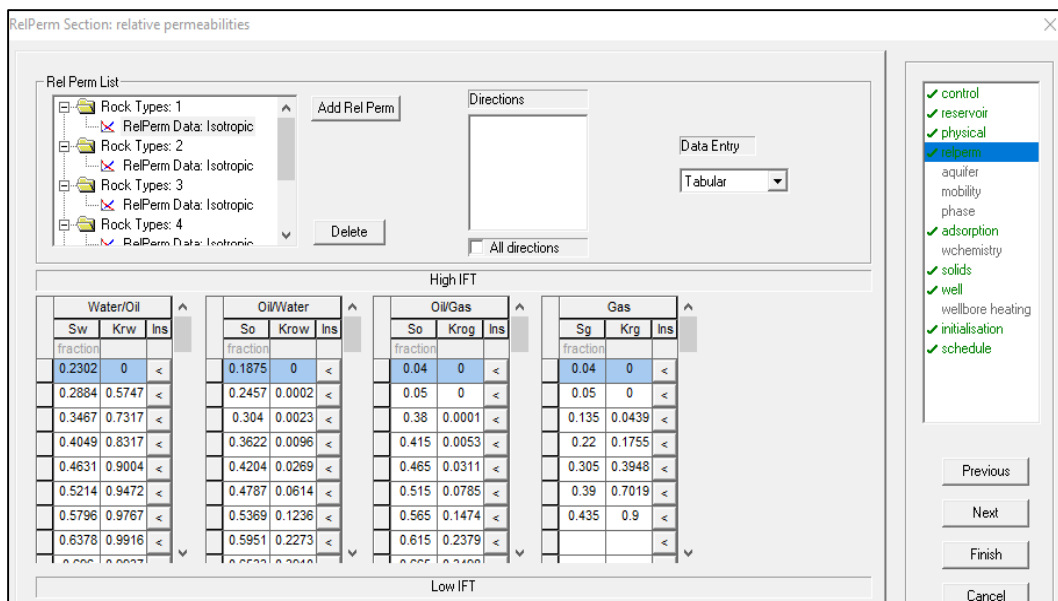 RelPerm Section: relative permeabilities
Rel Perm List
Rock Types: 1
RelPerm Data: Isotropic
Rock Types: 2
RelPerm Data: Isotropic
Rock Types: 3
RelPerm Data: Isotropic
Rock Types: 4
RelPerm Data: Isotropic
Add Rel Perm
Delete
Directions
All directions
Data Entry
Tabular
High IFT
Water/Oil Oil/Water Oil/Gas Gas
Sw Krw Ins So Krow Ins So Krog Ins Sg Krg Ins
fraction fraction fraction fraction
0.2302 0 < 0.1875 0 < 0.04 0 < 0.04 0 <
0.2884 0.5747 < 0.2457 0.0002 < 0.05 0 < 0.05 0 <
0.3467 0.7317 < 0.304 0.0023 < 0.38 0.0001 < 0.135 0.0439 <
0.4049 0.8317 < 0.3622 0.0096 < 0.415 0.0053 < 0.22 0.1755 <
0.4631 0.9004 < 0.4204 0.0269 < 0.465 0.0311 < 0.305 0.3948 <
0.5214 0.9472 < 0.4787 0.0614 < 0.515 0.0785 < 0.39 0.7019 <
0.5796 0.9767 < 0.5369 0.1236 < 0.565 0.1474 < 0.435 0.9 <
0.6378 0.9916 < 0.5951 0.2273 < 0.615 0.2379 < <
Low IFT
control
reservoir
physical
relperm
aquifer
mobility
phase
adsorption
wchemistry
solids
well
wellbore heating
initialisation
schedule
Previous
Next
Finish
Cancel